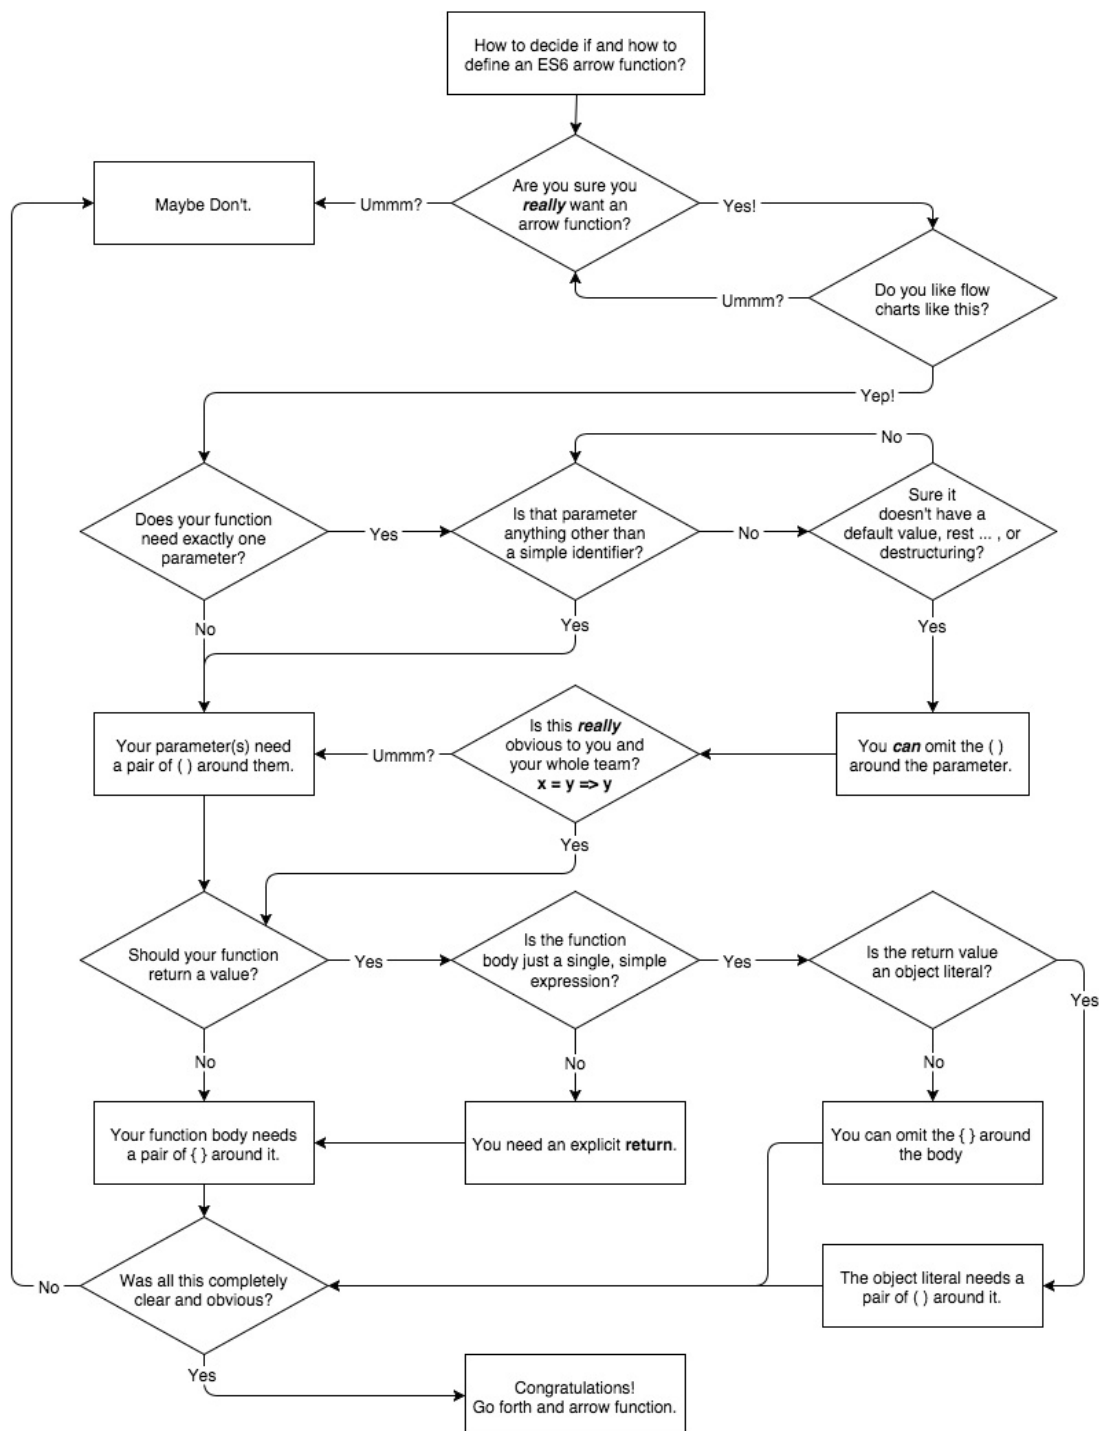 How to decide if and how to
define an ES6 arrow function?
Are you sure you
really want an
arrow function?
Ummm?
Maybe Don't.
Yes!
Do you like flow
charts like this?
Ummm?
Yep!
Does your function
need exactly one
parameter?
Yes
Is that parameter
anything other than
a simple identifier?
No
Sure it
doesn't have a
default value, rest ... , or
destructuring?
No
No
Yes
Yes
Your parameter(s) need
a pair of ( ) around them.
Ummm?
Is this really
obvious to you and
your whole team?
x = y => y
You can omit the ( )
around the parameter.
Yes
Should your function
return a value?
Yes
Is the function
body just a single, simple
expression?
Yes
Is the return value
an object literal?
Yes
No
No
No
Your function body needs
a pair of { } around it.
You need an explicit return.
You can omit the { } around
the body
No
Was all this completely
clear and obvious?
The object literal needs a
pair of ( ) around it.
Yes
Congratulations!
Go forth and arrow function.